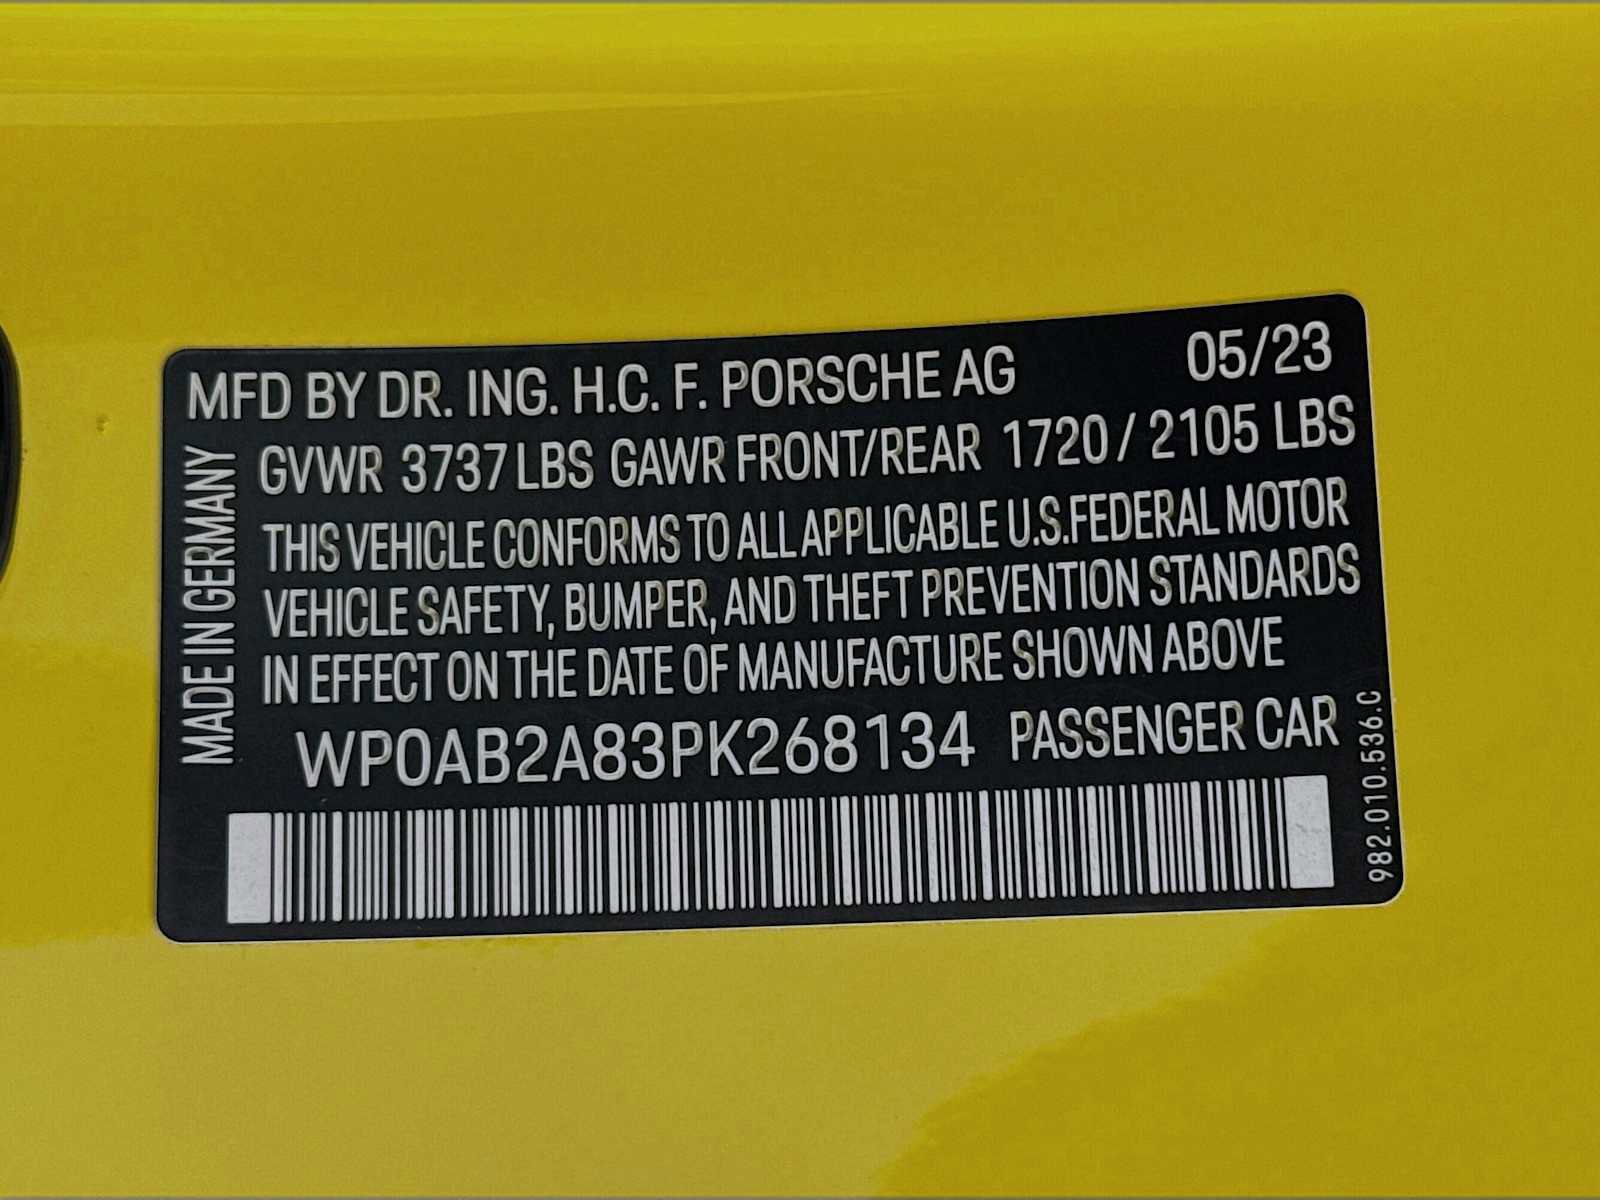 MFD BY DR. ING. H.C. F. PORSCHE AG 05/23
GVWR 3737 LBS GAWR FRONT/REAR 1720 / 2105 LBS
THIS VEHICLE CONFORMS TO ALL APPLICABLE U.S.FEDERAL MOTOR
VEHICLE SAFETY, BUMPER, AND THEFT PREVENTION STANDARDS
IN EFFECT ON THE DATE OF MANUFACTURE SHOWN ABOVE
WP0AB2A83PK268134 PASSENGER CAR
MADE IN GERMANY
982.010.536.C